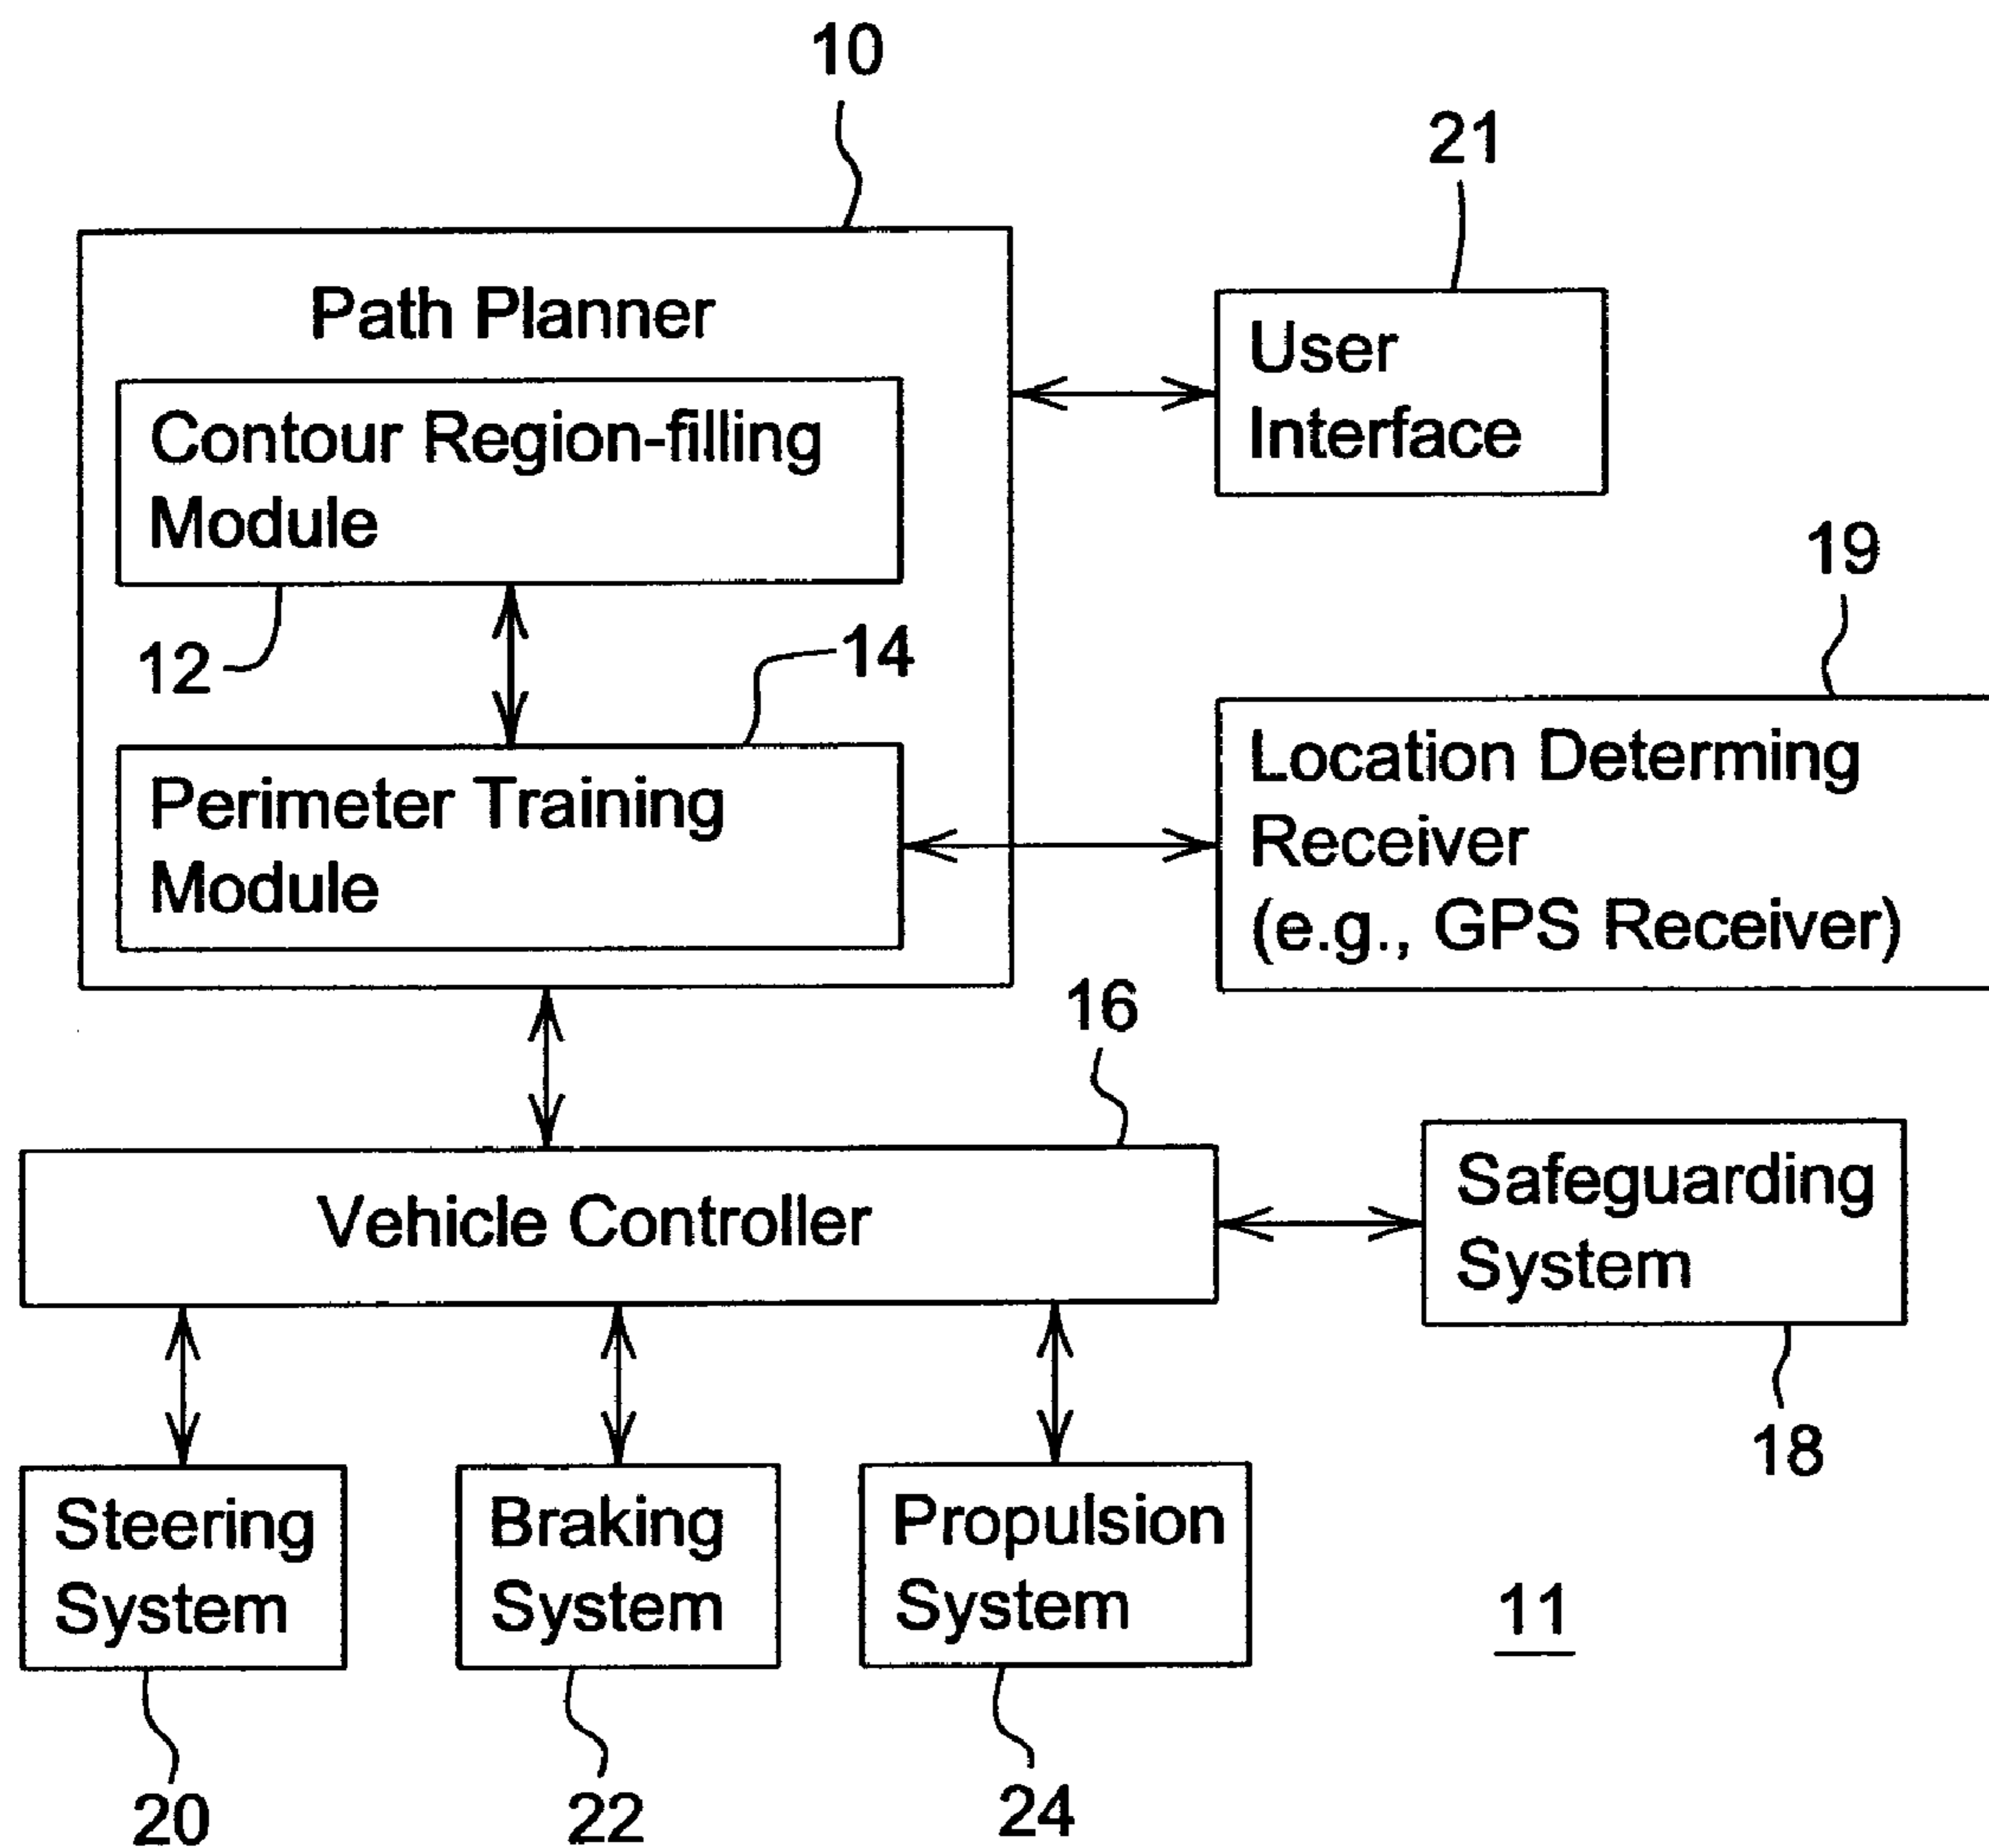 10
21
Path Planner
User
Interface
Contour Region-filling
Module
19
12
14
Location Determing
Receiver
(e.g., GPS Receiver)
Perimeter Training
Module
16
Vehicle Controller
Safeguarding
System
18
Steering
System
Braking
System
Propulsion
System
11
20
22
24